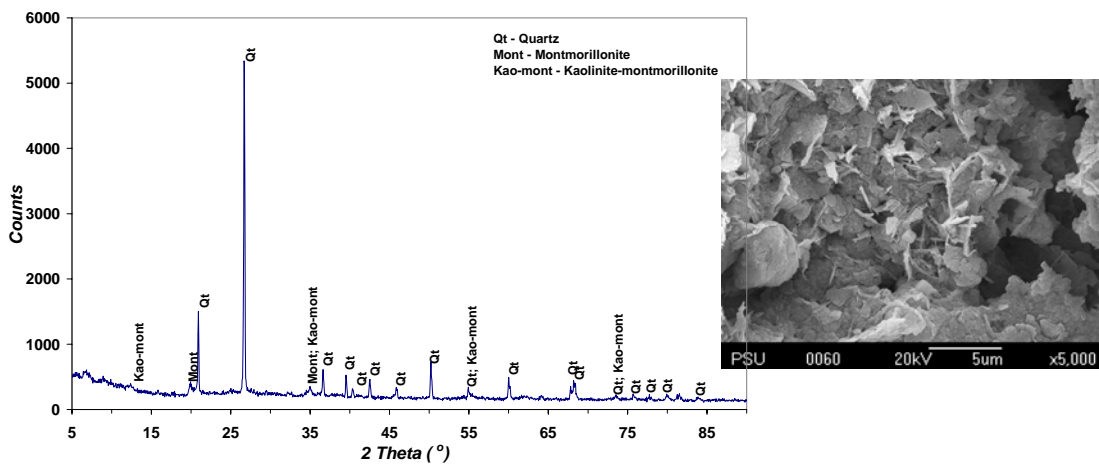 6000
5000
4000
3000
2000
1000
0
Counts
5 15 25 35 45 55 65 75 85
2 Theta ( º)
Qt - Quartz
Mont - Montmorillonite
Kao-mont - Kaolinite-montmorillonite
Kao-mont
Mont
Qt
Qt
Mont; Kao-mont
Qt
Qt
Qt
Qt
Qt
Qt
Qt; Kao-mont
Qt
Qt
Qt; Kao-mont
Qt
Qt
Qt
Qt
PSU 0060 20kV 5um x5,000